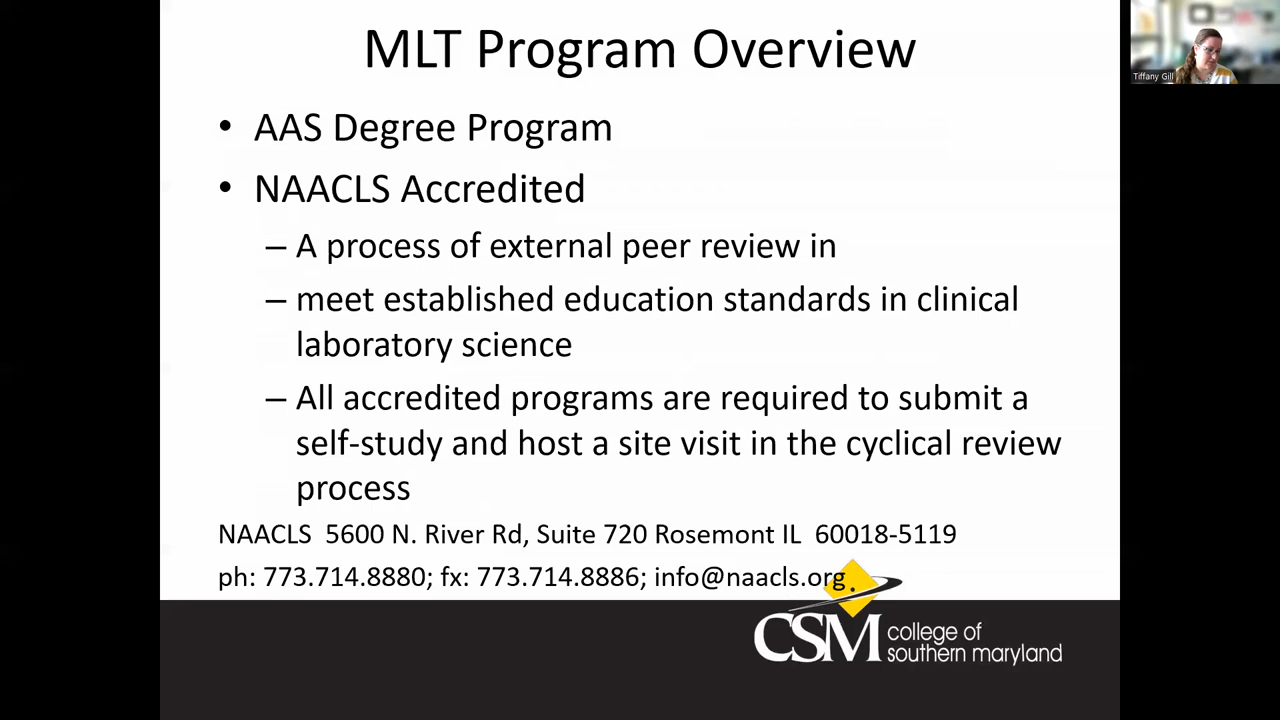 MLT Program Overview
Tiffany Gill
• AAS Degree Program
• NAACLS Accredited
– A process of external peer review in
– meet established education standards in clinical
laboratory science
– All accredited programs are required to submit a
self-study and host a site visit in the cyclical review
process
NAACLS 5600 N. River Rd, Suite 720 Rosemont IL 60018-5119
ph: 773.714.8880; fx: 773.714.8886; info@naacls.org.
CSM college of
southern maryland